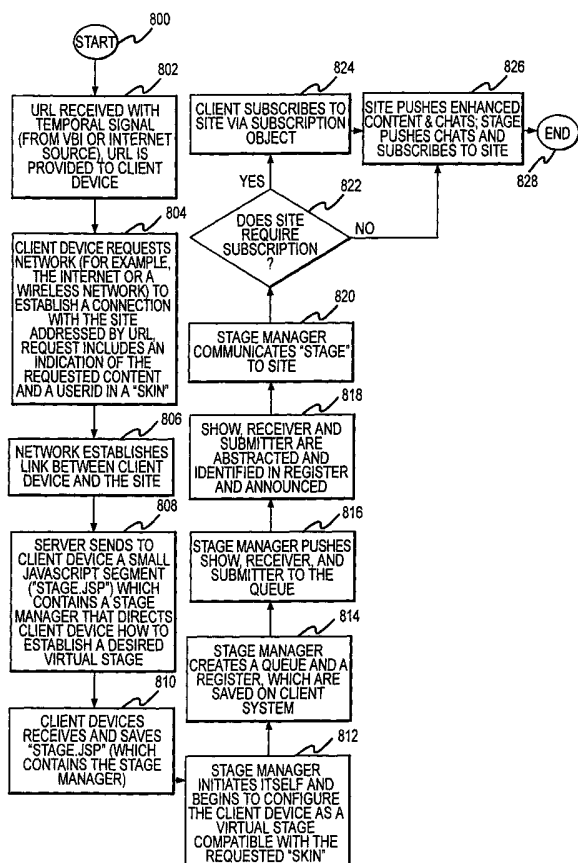 800
START
802
URL RECEIVED WITH
TEMPORAL SIGNAL
(FROM VBI OR INTERNET
SOURCE), URL IS
PROVIDED TO CLIENT
DEVICE
804
CLIENT DEVICE REQUESTS
NETWORK (FOR EXAMPLE,
THE INTERNET OR A
WIRELESS NETWORK) TO
ESTABLISH A CONNECTION
WITH THE SITE
ADDRESSED BY URL,
REQUEST INCLUDES AN
INDICATION OF THE
REQUESTED CONTENT
AND A USERID IN A "SKIN"
806
NETWORK ESTABLISHES
LINK BETWEEN CLIENT
DEVICE AND THE SITE
808
SERVER SENDS TO
CLIENT DEVICE A SMALL
JAVASCRIPT SEGMENT
("STAGE.JSP") WHICH
CONTAINS A STAGE
MANAGER THAT DIRECTS
CLIENT DEVICE HOW TO
ESTABLISH A DESIRED
VIRTUAL STAGE
810
CLIENT DEVICES
RECEIVES AND SAVES
"STAGE.JSP" (WHICH
CONTAINS THE STAGE
MANAGER)
812
STAGE MANAGER
INITIATES ITSELF AND
BEGINS TO CONFIGURE
THE CLIENT DEVICE AS A
VIRTUAL STAGE
COMPATIBLE WITH THE
REQUESTED "SKIN"
814
STAGE MANAGER
CREATES A QUEUE AND A
REGISTER, WHICH ARE
SAVED ON CLIENT
SYSTEM
816
STAGE MANAGER PUSHES
SHOW, RECEIVER, AND
SUBMITTER TO THE
QUEUE
818
SHOW, RECEIVER AND
SUBMITTER ARE
ABSTRACTED AND
IDENTIFIED IN REGISTER
AND ANNOUNCED
820
STAGE MANAGER
COMMUNICATES "STAGE"
TO SITE
822
DOES SITE
REQUIRE
SUBSCRIPTION
?
YES
NO
824
CLIENT SUBSCRIBES TO
SITE VIA SUBSCRIPTION
OBJECT
826
SITE PUSHES ENHANCED
CONTENT & CHATS; STAGE
PUSHES CHATS AND
SUBSCRIBES TO SITE
END
828